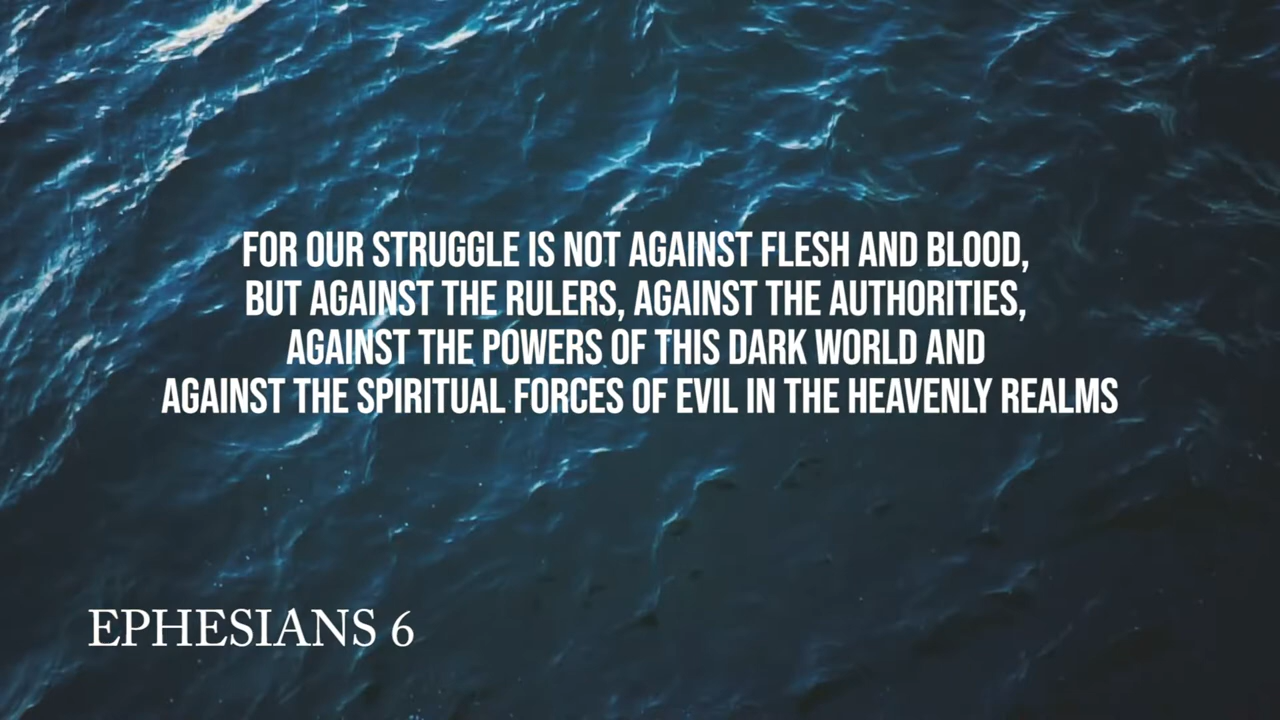 FOR OUR STRUGGLE IS NOT AGAINST FLESH AND BLOOD,
BUT AGAINST THE RULERS, AGAINST THE AUTHORITIES,
AGAINST THE POWERS OF THIS DARK WORLD AND
AGAINST THE SPIRITUAL FORCES OF EVIL IN THE HEAVENLY REALMS
EPHESIANS 6